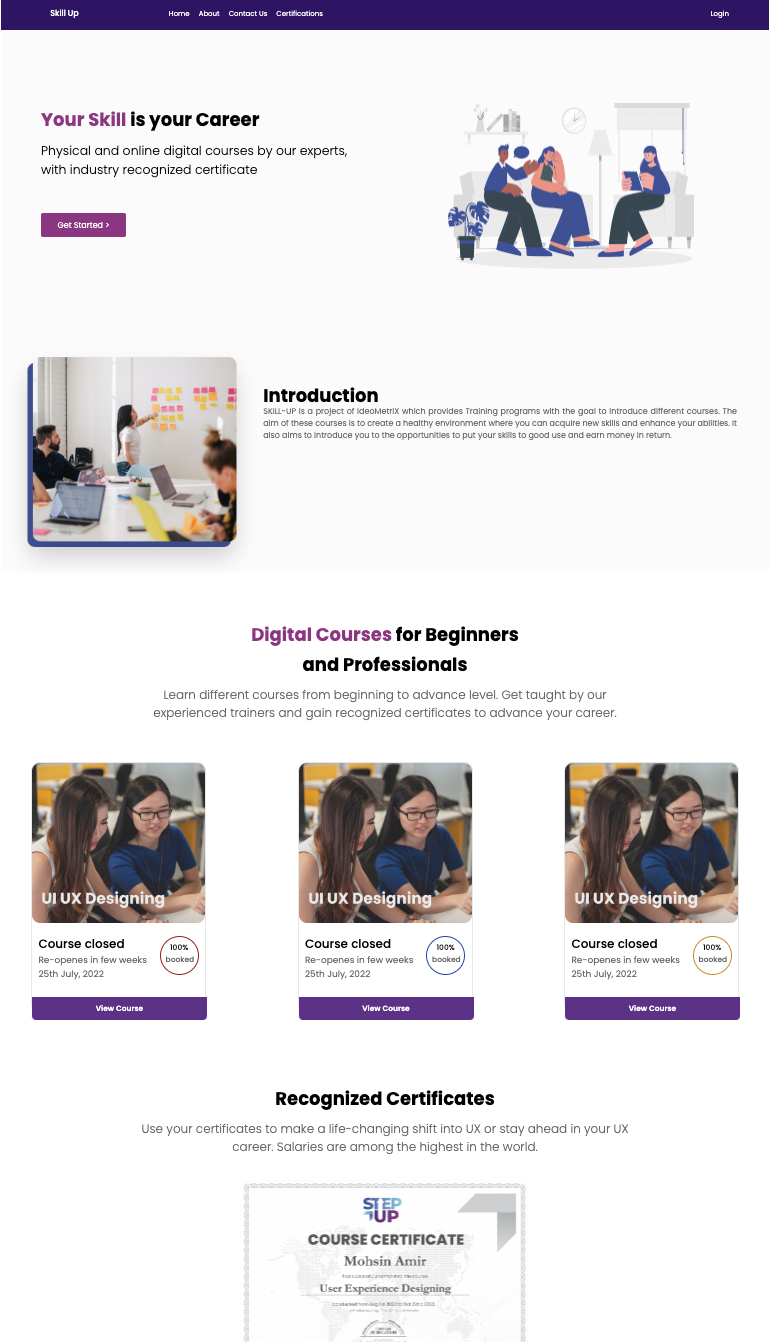 Skill Up
Home About Contact Us Certifications
Login
Your Skill is your Career
Physical and online digital courses by our experts,
with industry recognized certificate
Get Started >
Introduction
SKILL-UP is a project of IdeoMetriX which provides Training programs with the goal to introduce different courses. The
aim of these courses is to create a healthy environment where you can acquire new skills and enhance your abilities. It
also aims to introduce you to the opportunities to put your skills to good use and earn money in return.
Digital Courses for Beginners
and Professionals
Learn different courses from beginning to advance level. Get taught by our
experienced trainers and gain recognized certificates to advance your career.
UI UX Designing
Course closed
Re-openes in few weeks
25th July, 2022
100%
booked
View Course
UI UX Designing
Course closed
Re-openes in few weeks
25th July, 2022
100%
booked
View Course
UI UX Designing
Course closed
Re-openes in few weeks
25th July, 2022
100%
booked
View Course
Recognized Certificates
Use your certificates to make a life-changing shift into UX or stay ahead in your UX
career. Salaries are among the highest in the world.
STEP
UP
COURSE CERTIFICATE
Mohsin Amir
User Experience Designing